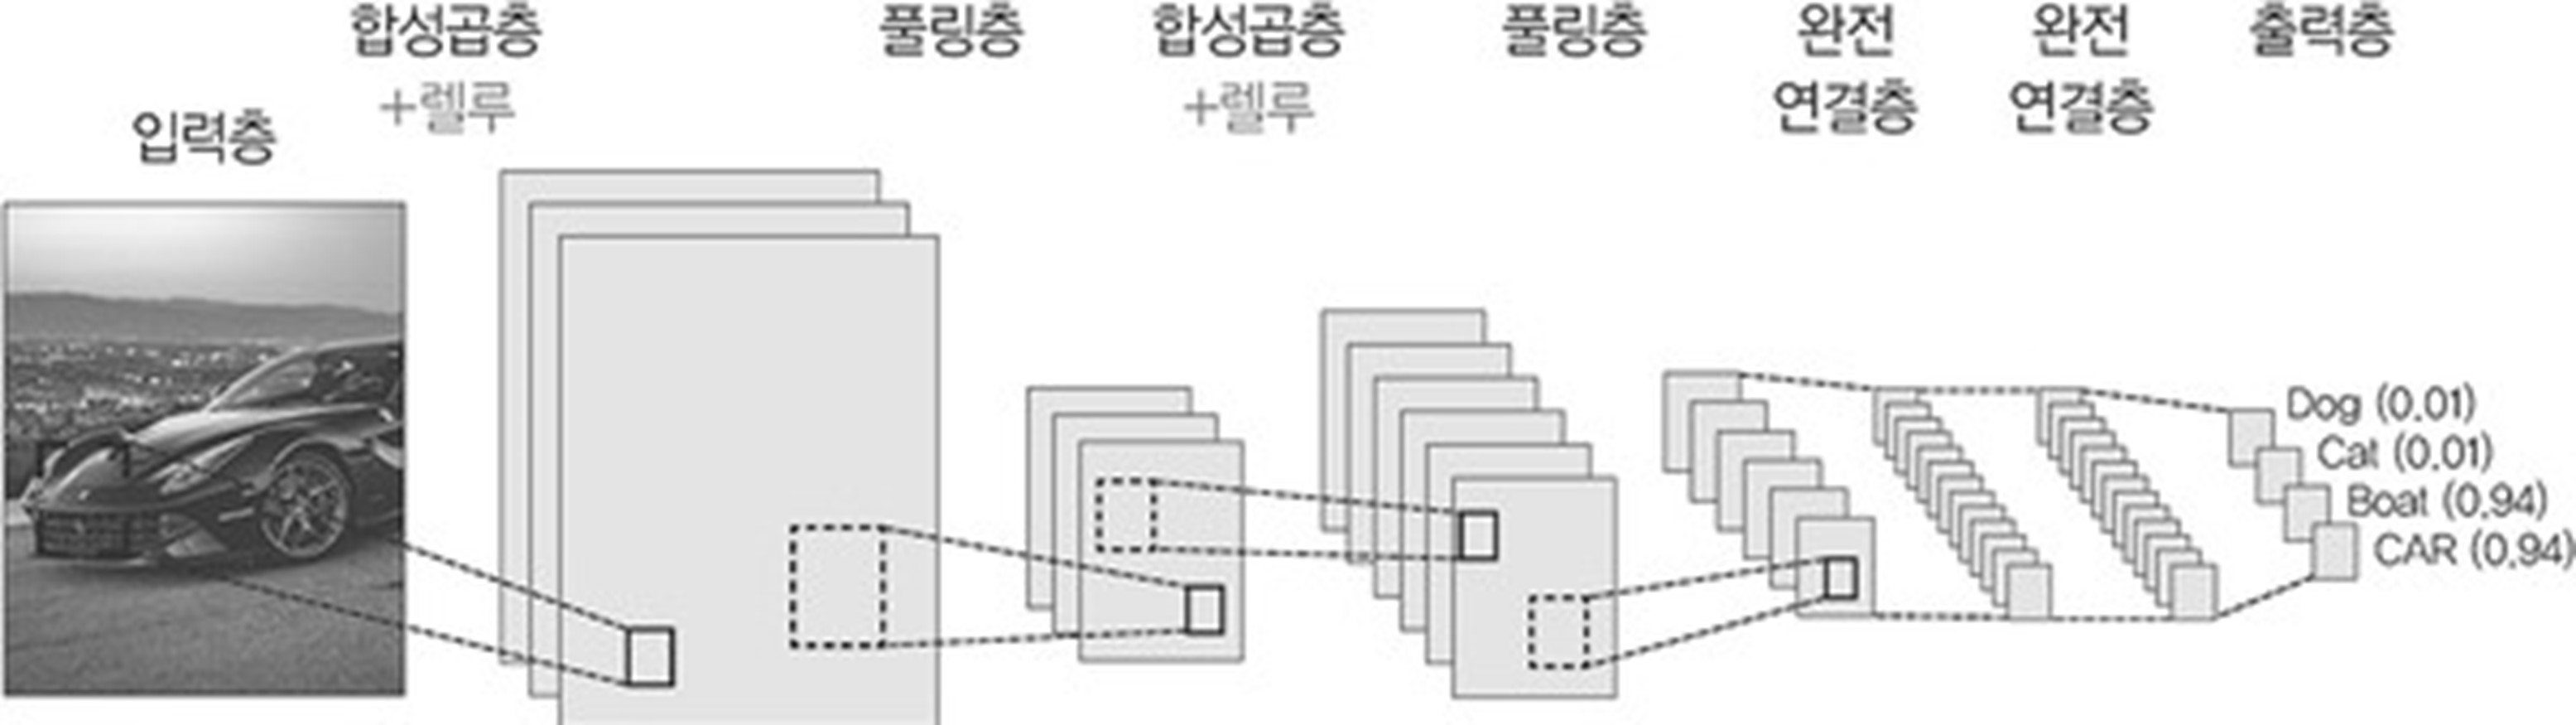 입력층
합성곱층
+렐루
풀링층
합성곱층
+렐루
풀링층
완전
연결층
완전
연결층
출력층
Dog (0.01)
Cat (0.01)
Boat (0.94)
CAR (0.94)